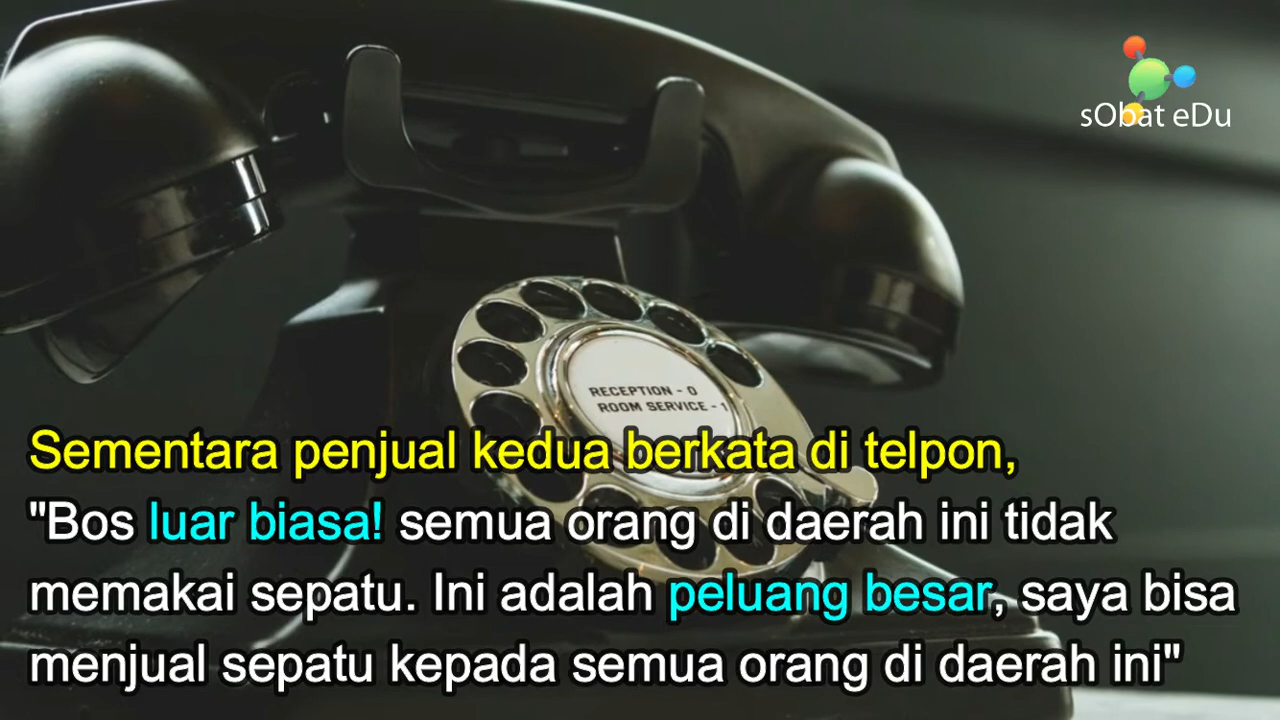 sObat eDu
RECEPTION - 0
ROOM SERVICE - 1
Sementara penjual kedua berkata di telpon,
"Bos luar biasa! semua orang di daerah ini tidak
memakai sepatu. Ini adalah peluang besar, saya bisa
menjual sepatu kepada semua orang di daerah ini"